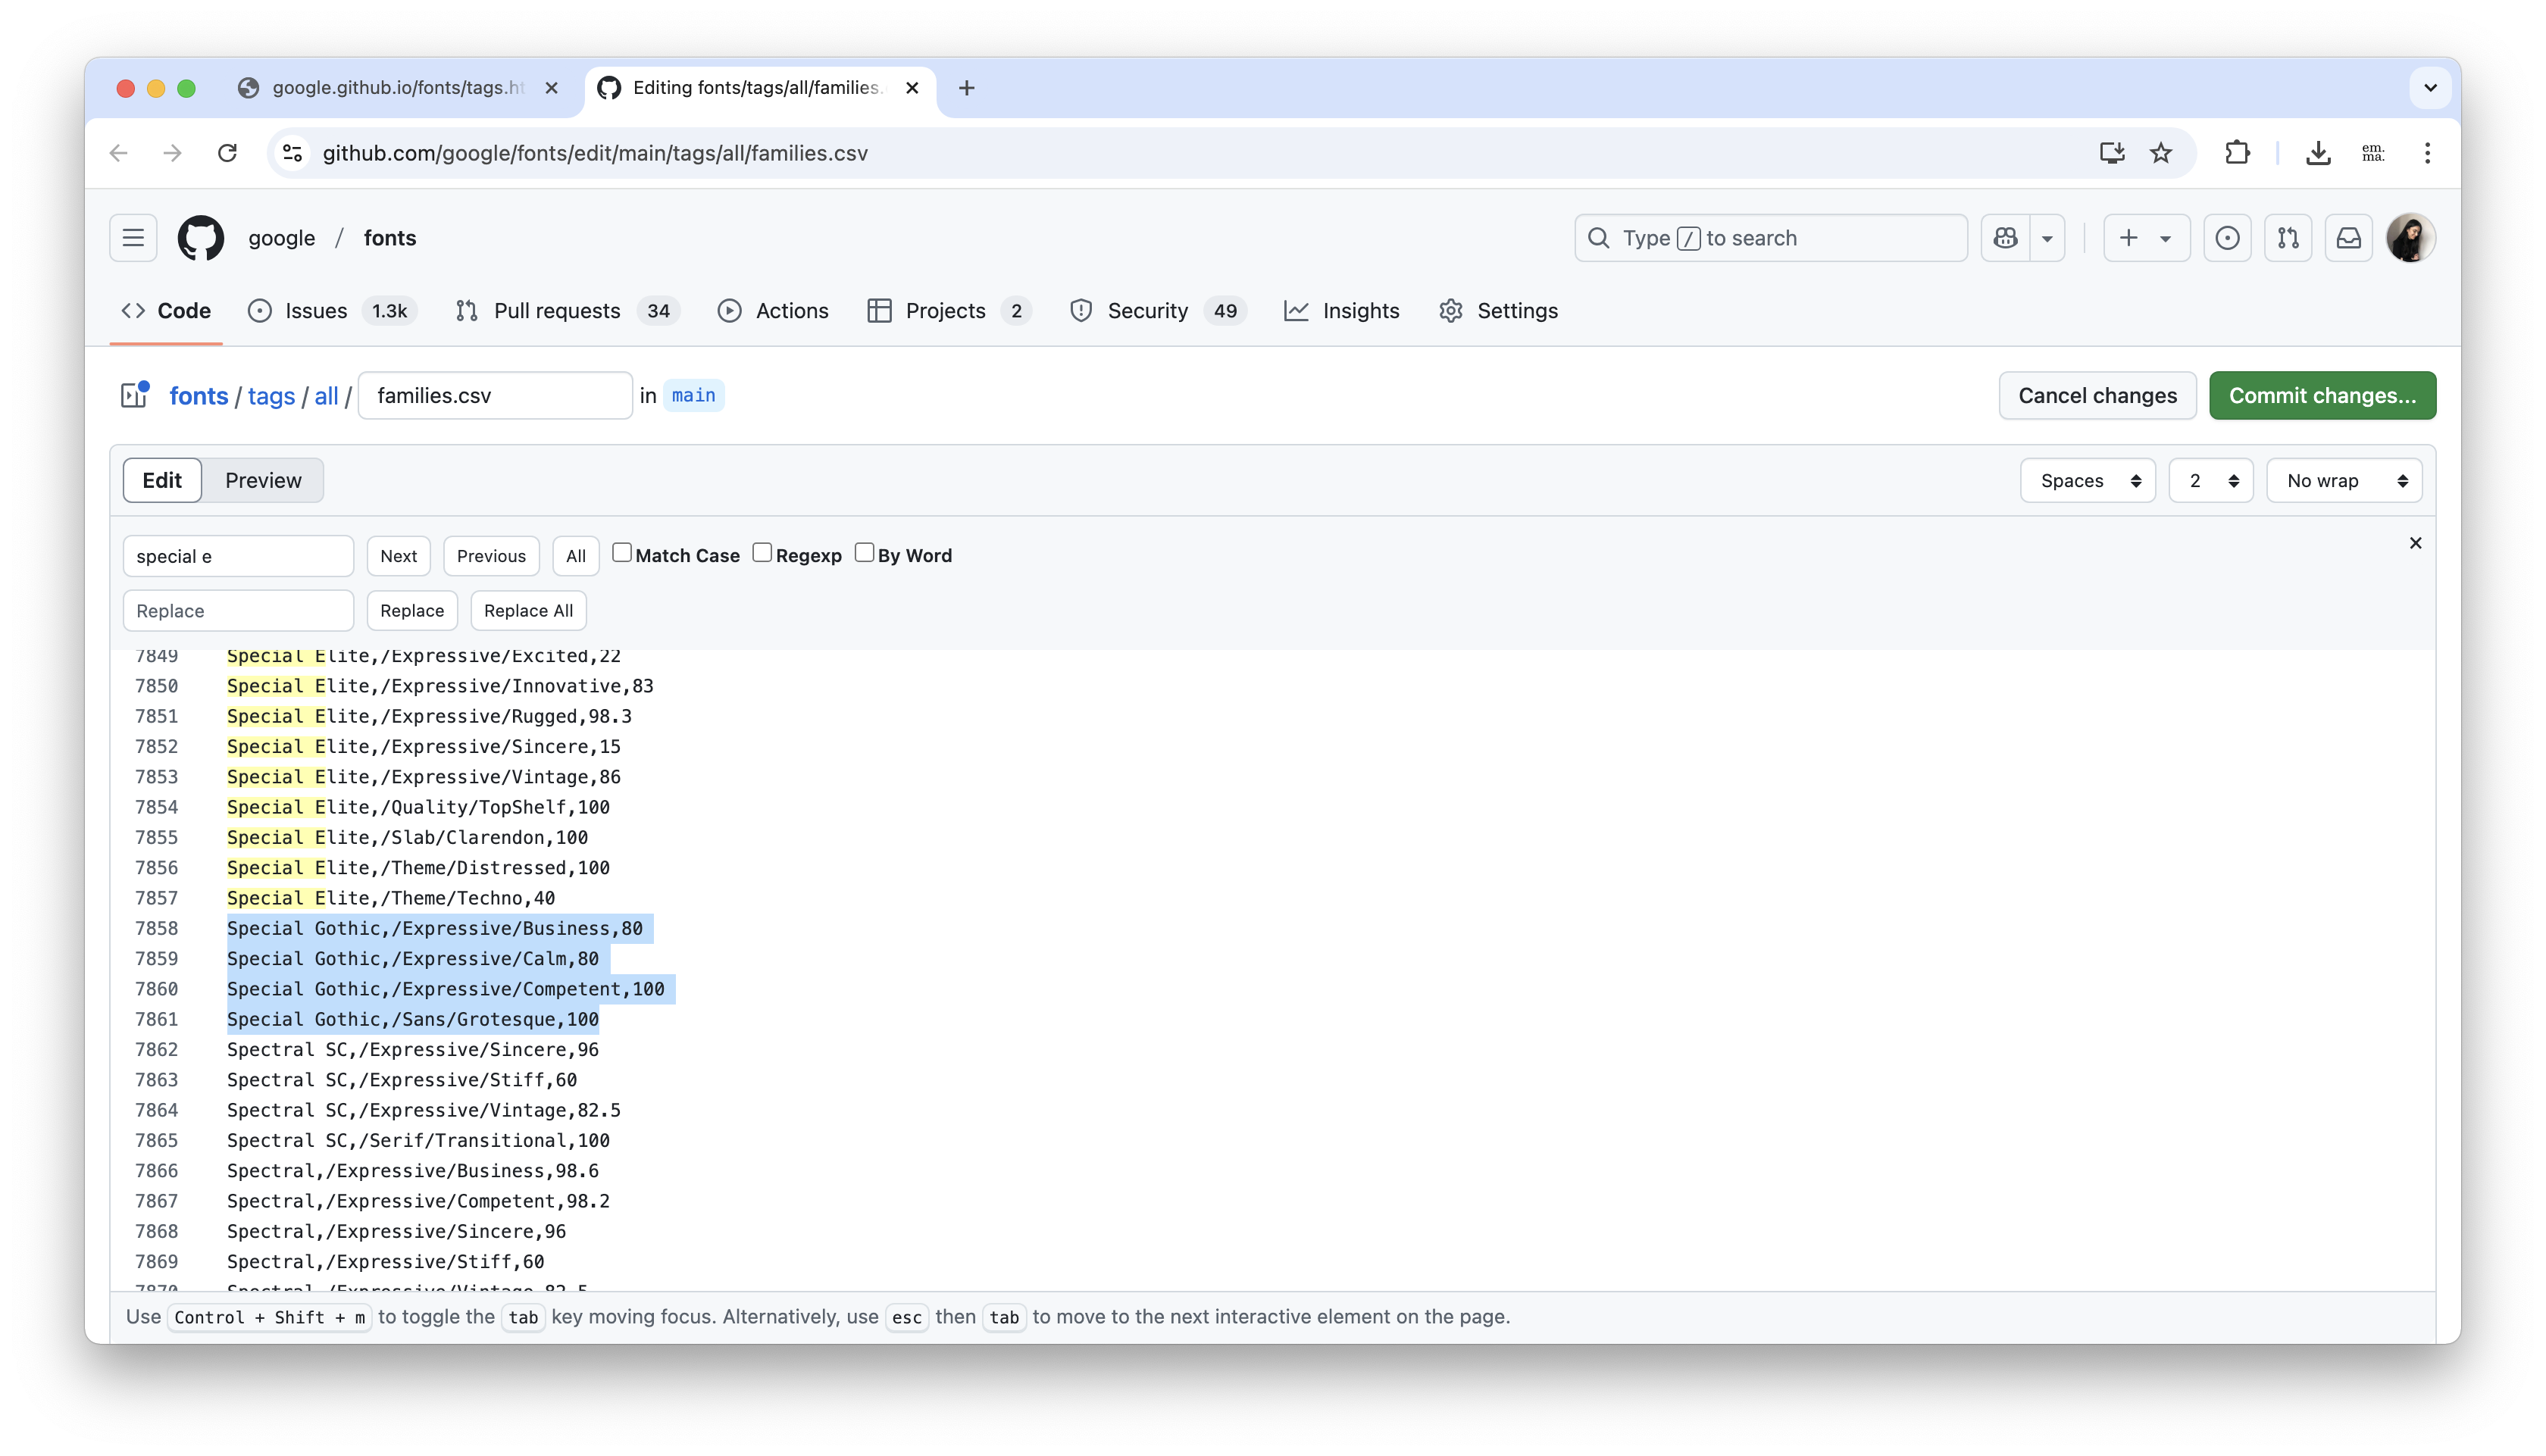 google.github.io/fonts/tags.ht
Editing fonts/tags/all/families.
github.com/google/fonts/edit/main/tags/all/families.csv
em.
ma.
google / fonts
Type / to search
Code
Issues 1.3k
Pull requests 34
Actions
Projects 2
Security 49
Insights
Settings
fonts / tags / all / families.csv in main
Cancel changes
Commit changes...
Edit
Preview
Spaces
2
No wrap
special e
Next
Previous
All
Match Case
Regexp
By Word
Replace
Replace
Replace All
7849 Special Elite,/Expressive/Excited,22
7850 Special Elite,/Expressive/Innovative,83
7851 Special Elite,/Expressive/Rugged,98.3
7852 Special Elite,/Expressive/Sincere,15
7853 Special Elite,/Expressive/Vintage,86
7854 Special Elite,/Quality/TopShelf,100
7855 Special Elite,/Slab/Clarendon,100
7856 Special Elite,/Theme/Distressed,100
7857 Special Elite,/Theme/Techno,40
7858 Special Gothic,/Expressive/Business,80
7859 Special Gothic,/Expressive/Calm,80
7860 Special Gothic,/Expressive/Competent,100
7861 Special Gothic,/Sans/Grotesque,100
7862 Spectral SC,/Expressive/Sincere,96
7863 Spectral SC,/Expressive/Stiff,60
7864 Spectral SC,/Expressive/Vintage,82.5
7865 Spectral SC,/Serif/Transitional,100
7866 Spectral,/Expressive/Business,98.6
7867 Spectral,/Expressive/Competent,98.2
7868 Spectral,/Expressive/Sincere,96
7869 Spectral,/Expressive/Stiff,60
7870 Spectral,/Expressive/Vintage,82.5
Use Control + Shift + m to toggle the tab key moving focus. Alternatively, use esc then tab to move to the next interactive element on the page.